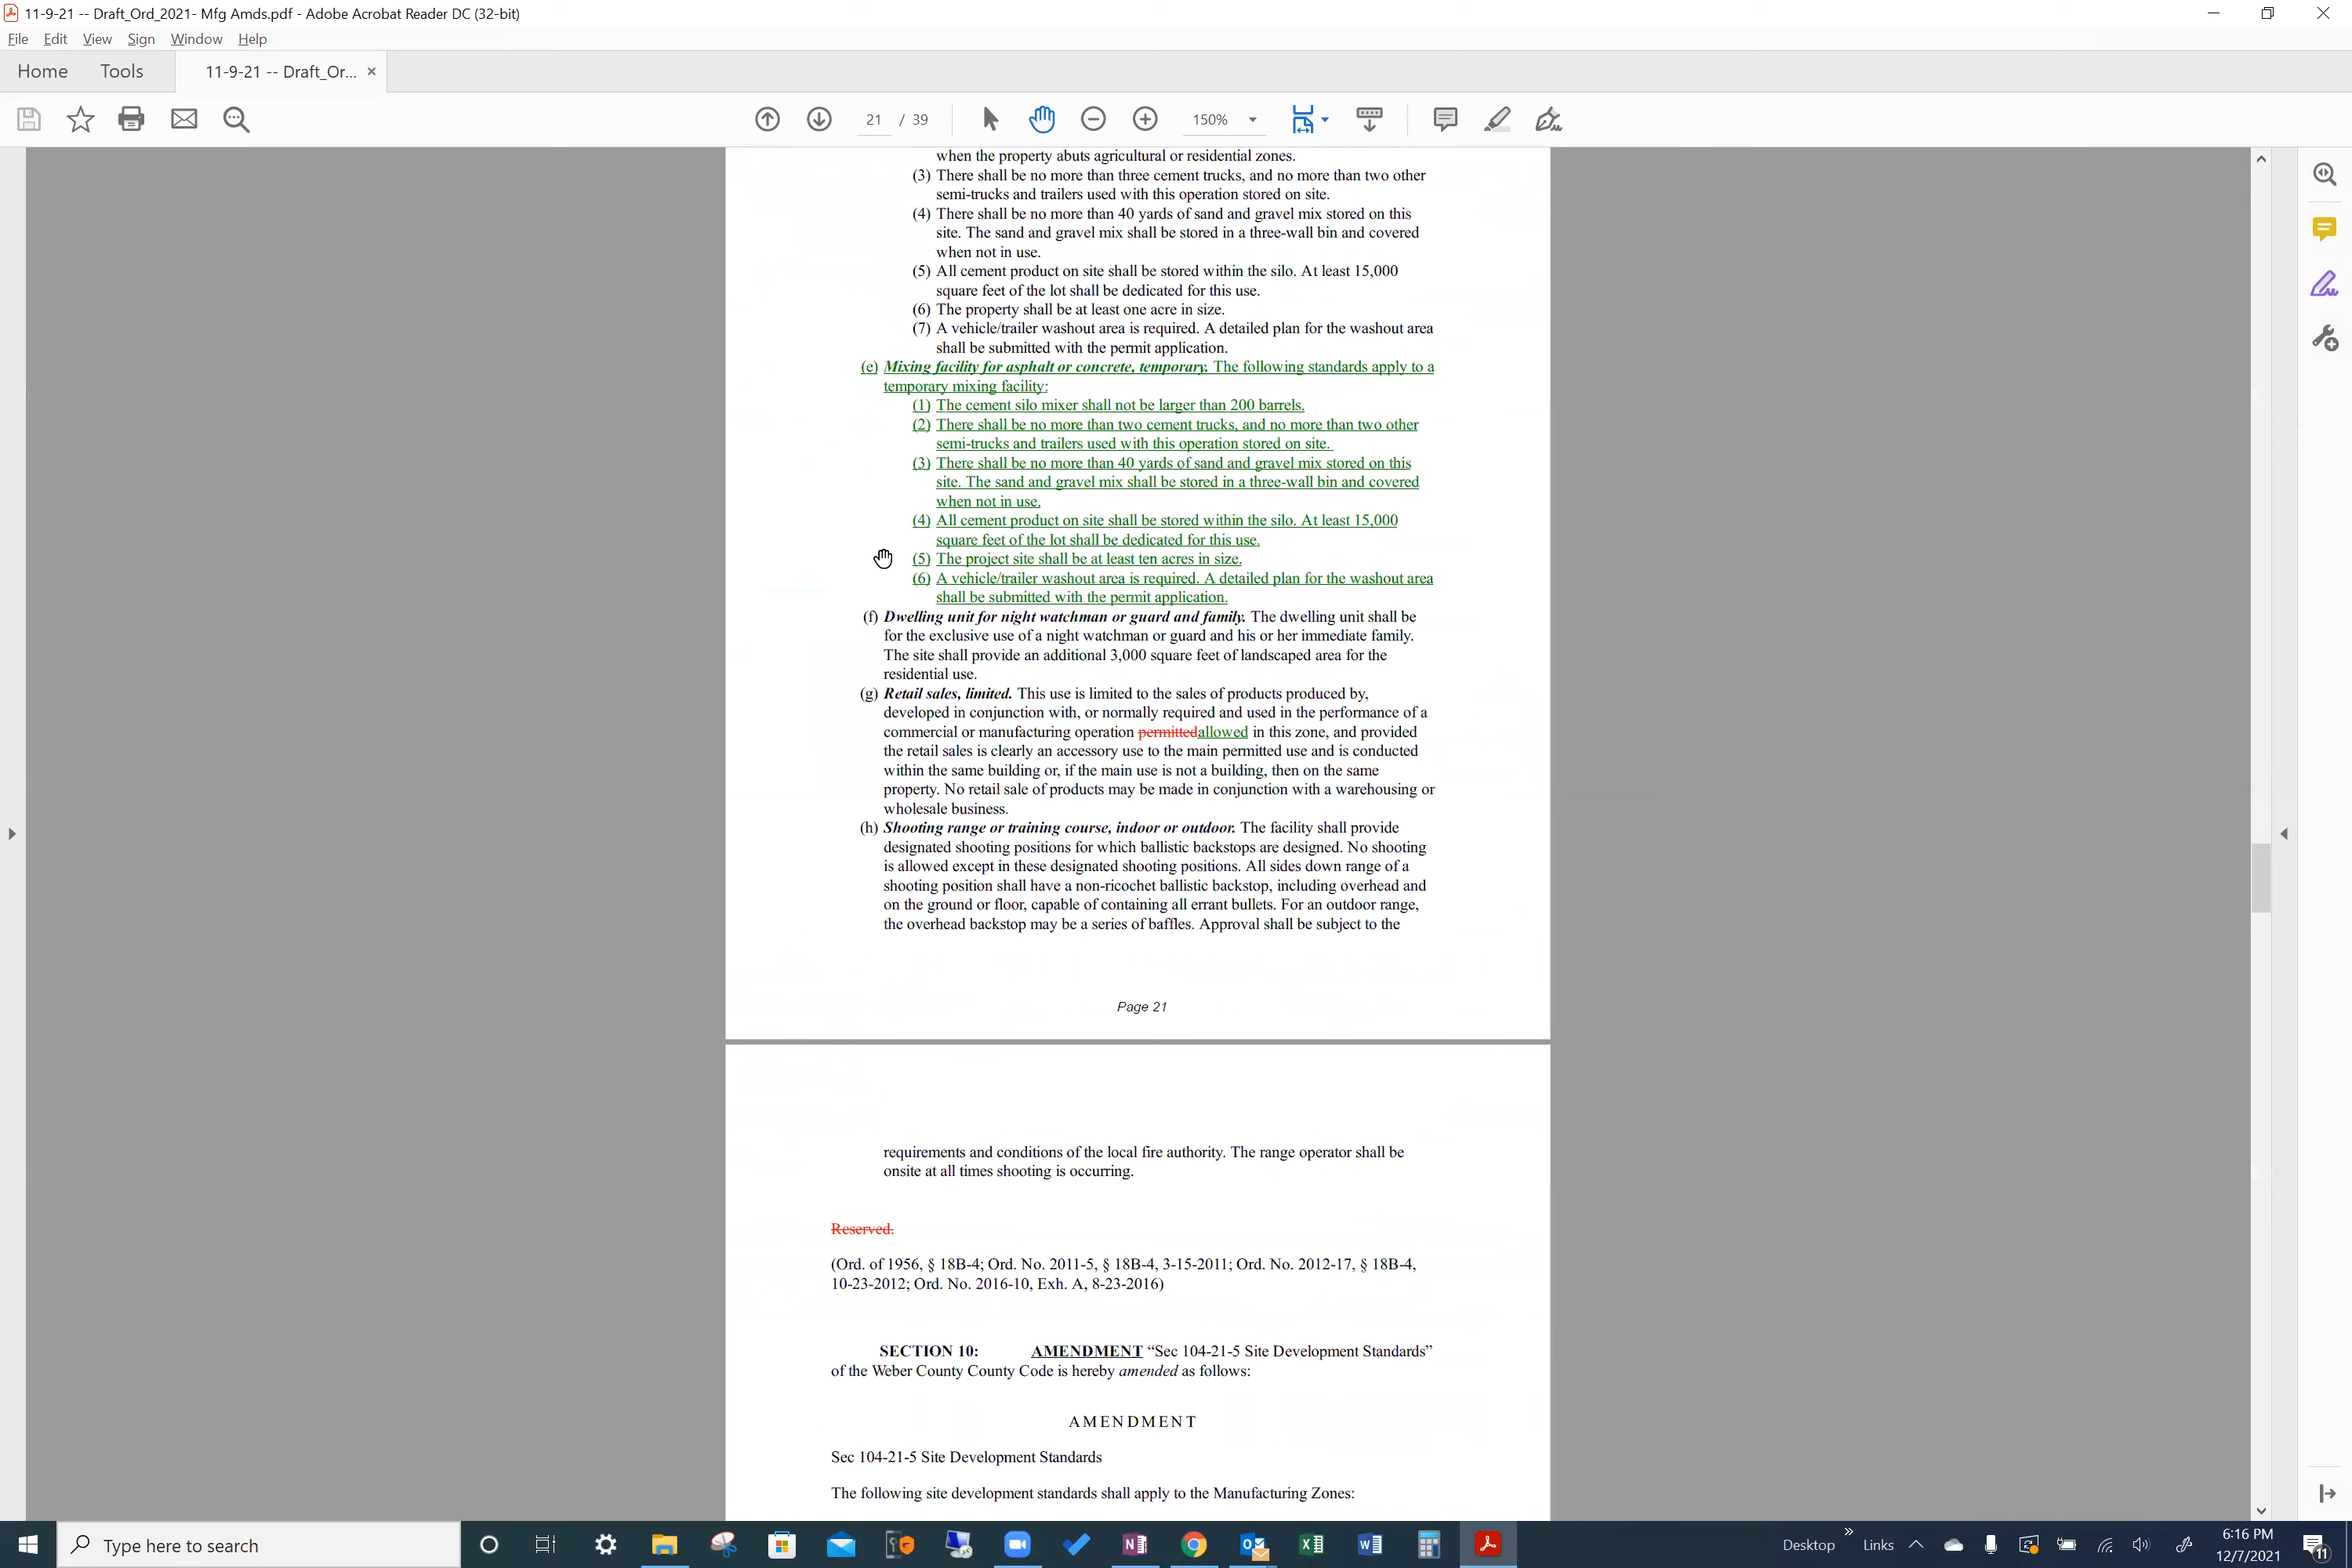 11-9-21 -- Draft_Ord_2021- Mfg Amds.pdf - Adobe Acrobat Reader DC (32-bit)
File Edit View Sign Window Help
Home Tools 11-9-21 -- Draft_Or... ×
21 / 39 150%
when the property abuts agricultural or residential zones.
(3) There shall be no more than three cement trucks, and no more than two other
semi-trucks and trailers used with this operation stored on site.
(4) There shall be no more than 40 yards of sand and gravel mix stored on this
site. The sand and gravel mix shall be stored in a three-wall bin and covered
when not in use.
(5) All cement product on site shall be stored within the silo. At least 15,000
square feet of the lot shall be dedicated for this use.
(6) The property shall be at least one acre in size.
(7) A vehicle/trailer washout area is required. A detailed plan for the washout area
shall be submitted with the permit application.
(e) Mixing facility for asphalt or concrete, temporary. The following standards apply to a
temporary mixing facility:
(1) The cement silo mixer shall not be larger than 200 barrels.
(2) There shall be no more than two cement trucks, and no more than two other
semi-trucks and trailers used with this operation stored on site.
(3) There shall be no more than 40 yards of sand and gravel mix stored on this
site. The sand and gravel mix shall be stored in a three-wall bin and covered
when not in use.
(4) All cement product on site shall be stored within the silo. At least 15,000
square feet of the lot shall be dedicated for this use.
(5) The project site shall be at least ten acres in size.
(6) A vehicle/trailer washout area is required. A detailed plan for the washout area
shall be submitted with the permit application.
(f) Dwelling unit for night watchman or guard and family. The dwelling unit shall be
for the exclusive use of a night watchman or guard and his or her immediate family.
The site shall provide an additional 3,000 square feet of landscaped area for the
residential use.
(g) Retail sales, limited. This use is limited to the sales of products produced by,
developed in conjunction with, or normally required and used in the performance of a
commercial or manufacturing operation permittedallowed in this zone, and provided
the retail sales is clearly an accessory use to the main permitted use and is conducted
within the same building or, if the main use is not a building, then on the same
property. No retail sale of products may be made in conjunction with a warehousing or
wholesale business.
(h) Shooting range or training course, indoor or outdoor. The facility shall provide
designated shooting positions for which ballistic backstops are designed. No shooting
is allowed except in these designated shooting positions. All sides down range of a
shooting position shall have a non-ricochet ballistic backstop, including overhead and
on the ground or floor, capable of containing all errant bullets. For an outdoor range,
the overhead backstop may be a series of baffles. Approval shall be subject to the
Page 21
requirements and conditions of the local fire authority. The range operator shall be
onsite at all times shooting is occurring.
Reserved.
(Ord. of 1956, § 18B-4; Ord. No. 2011-5, § 18B-4, 3-15-2011; Ord. No. 2012-17, § 18B-4,
10-23-2012; Ord. No. 2016-10, Exh. A, 8-23-2016)
SECTION 10: AMENDMENT “Sec 104-21-5 Site Development Standards”
of the Weber County County Code is hereby amended as follows:
AMENDMENT
Sec 104-21-5 Site Development Standards
The following site development standards shall apply to the Manufacturing Zones:
Type here to search
Desktop » Links
6:16 PM
12/7/2021
11